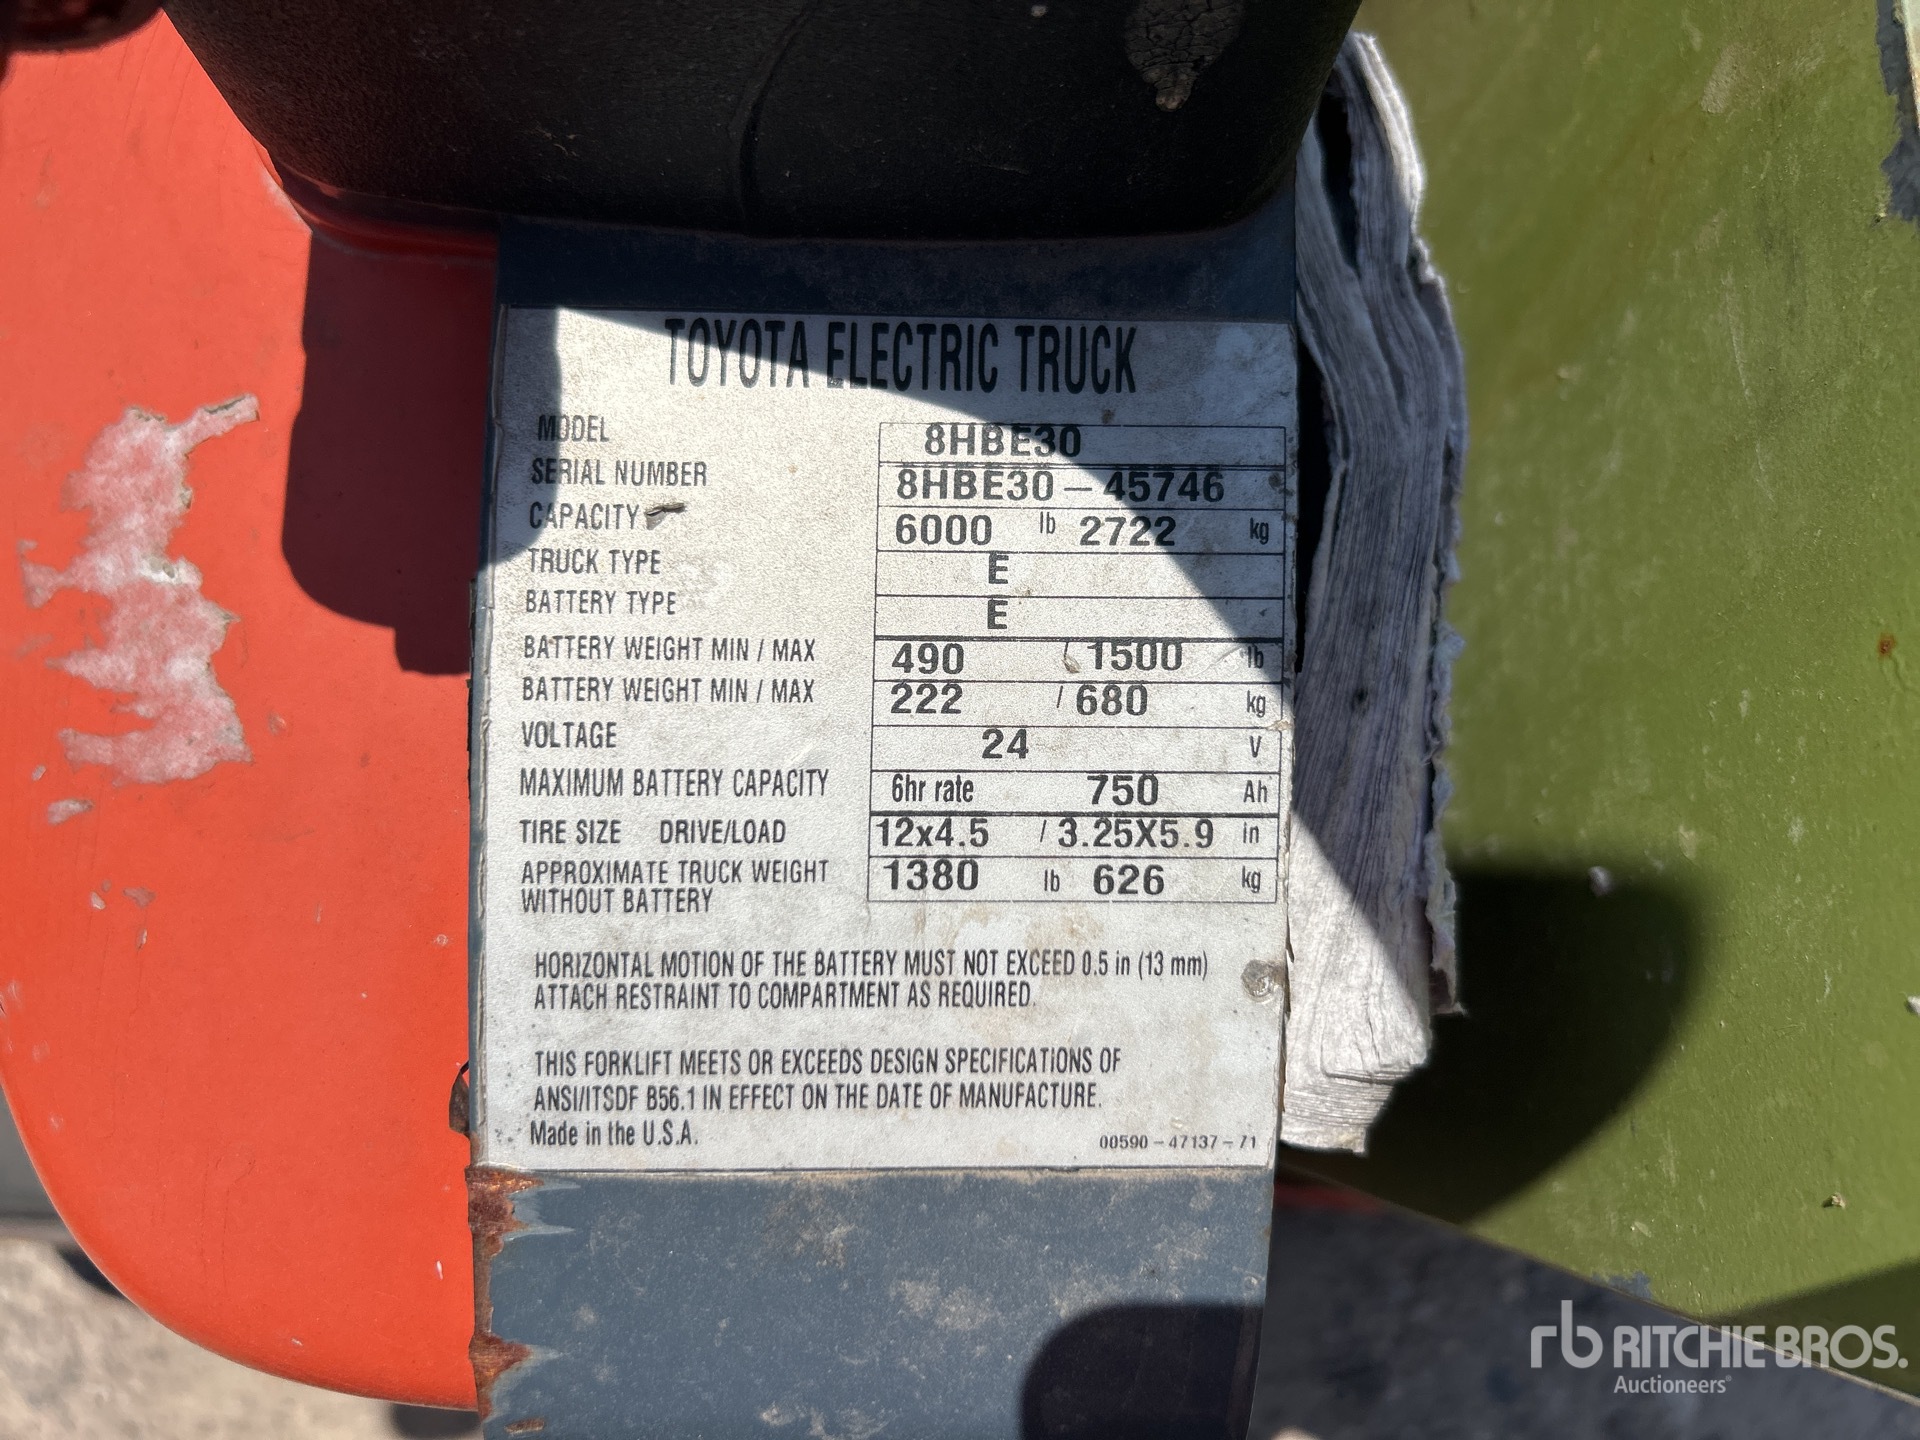 TOYOTA ELECTRIC TRUCK
MODEL 8HBE30
SERIAL NUMBER 8HBE30-45746
CAPACITY 6000 lb 2722 kg
TRUCK TYPE E
BATTERY TYPE E
BATTERY WEIGHT MIN / MAX 490 / 1500 lb
BATTERY WEIGHT MIN / MAX 222 / 680 kg
VOLTAGE 24 V
MAXIMUM BATTERY CAPACITY 6hr rate 750 Ah
TIRE SIZE DRIVE/LOAD 12x4.5 / 3.25X5.9 in
APPROXIMATE TRUCK WEIGHT
WITHOUT BATTERY 1380 lb 626 kg
HORIZONTAL MOTION OF THE BATTERY MUST NOT EXCEED 0.5 in (13 mm)
ATTACH RESTRAINT TO COMPARTMENT AS REQUIRED.
THIS FORKLIFT MEETS OR EXCEEDS DESIGN SPECIFICATIONS OF
ANSI/ITSDF B56.1 IN EFFECT ON THE DATE OF MANUFACTURE.
Made in the U.S.A. 00590-47137-71
rb RITCHIE BROS.
Auctioneers